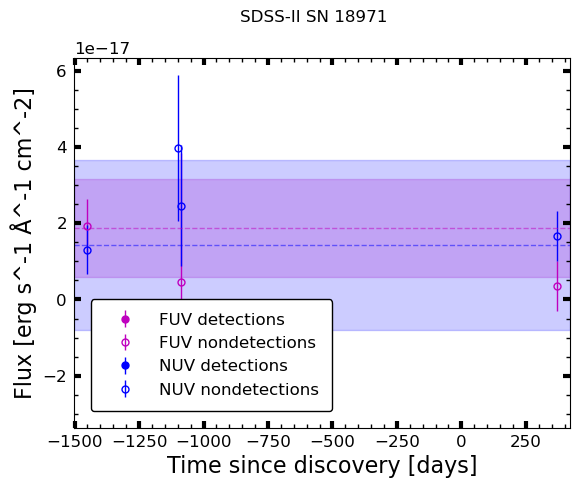 SDSS-II SN 18971
1e−17
Flux [erg s^-1 Å^-1 cm^-2]
6
4
2
0
−2
FUV detections
FUV nondetections
NUV detections
NUV nondetections
−1500 −1250 −1000 −750 −500 −250 0 250
Time since discovery [days]